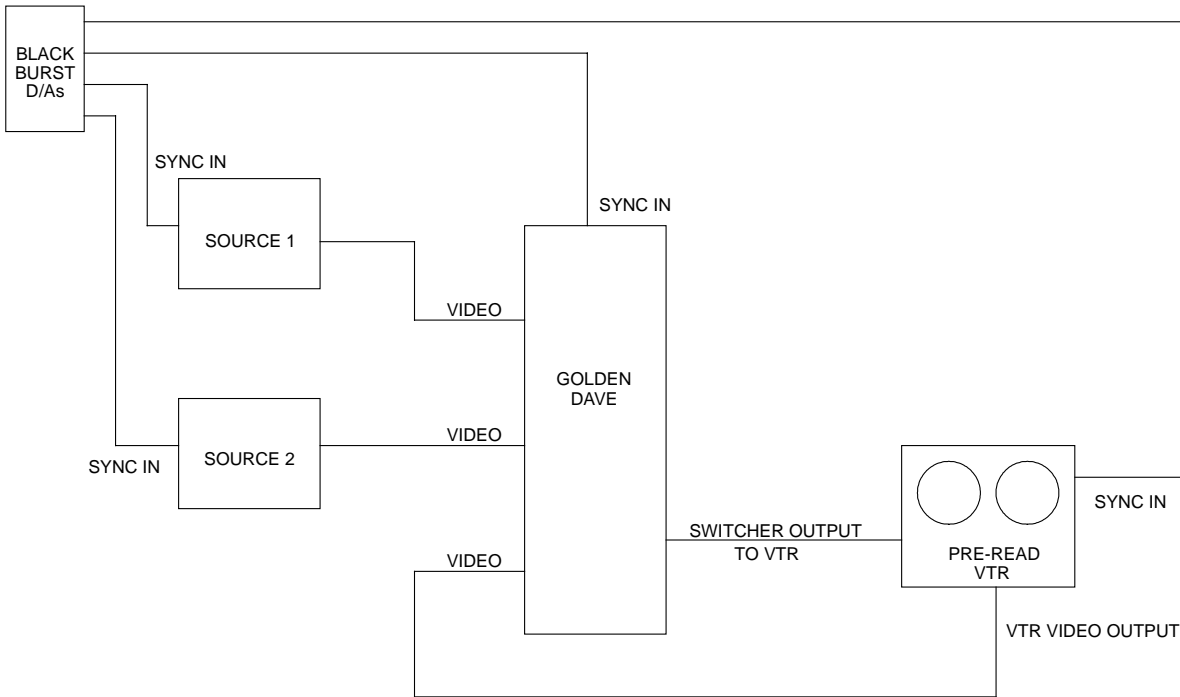 BLACK
BURST
D/As
SYNC IN
SOURCE 1
SYNC IN
VIDEO
GOLDEN
DAVE
SOURCE 2
VIDEO
SYNC IN
SYNC IN
SWITCHER OUTPUT
TO VTR
PRE-READ
VTR
VIDEO
VTR VIDEO OUTPUT